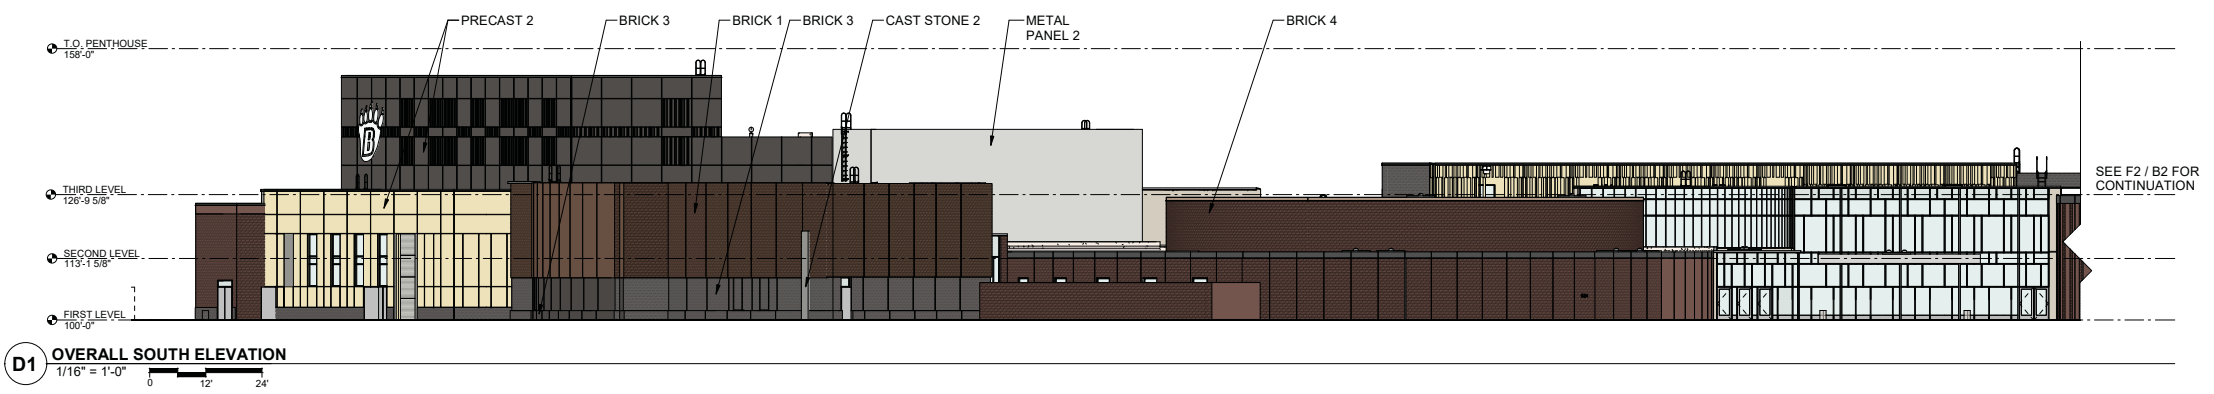 PRECAST 2
BRICK 3
BRICK 1
BRICK 3
CAST STONE 2
METAL
PANEL 2
BRICK 4
T.O. PENTHOUSE
158'-0"
B
THIRD LEVEL
126'-9 5/8"
SEE F2 / B2 FOR
CONTINUATION
SECOND LEVEL
113'-1 5/8"
FIRST LEVEL
100'-0"
D1
OVERALL SOUTH ELEVATION
1/16" = 1'-0"
0 12' 24'